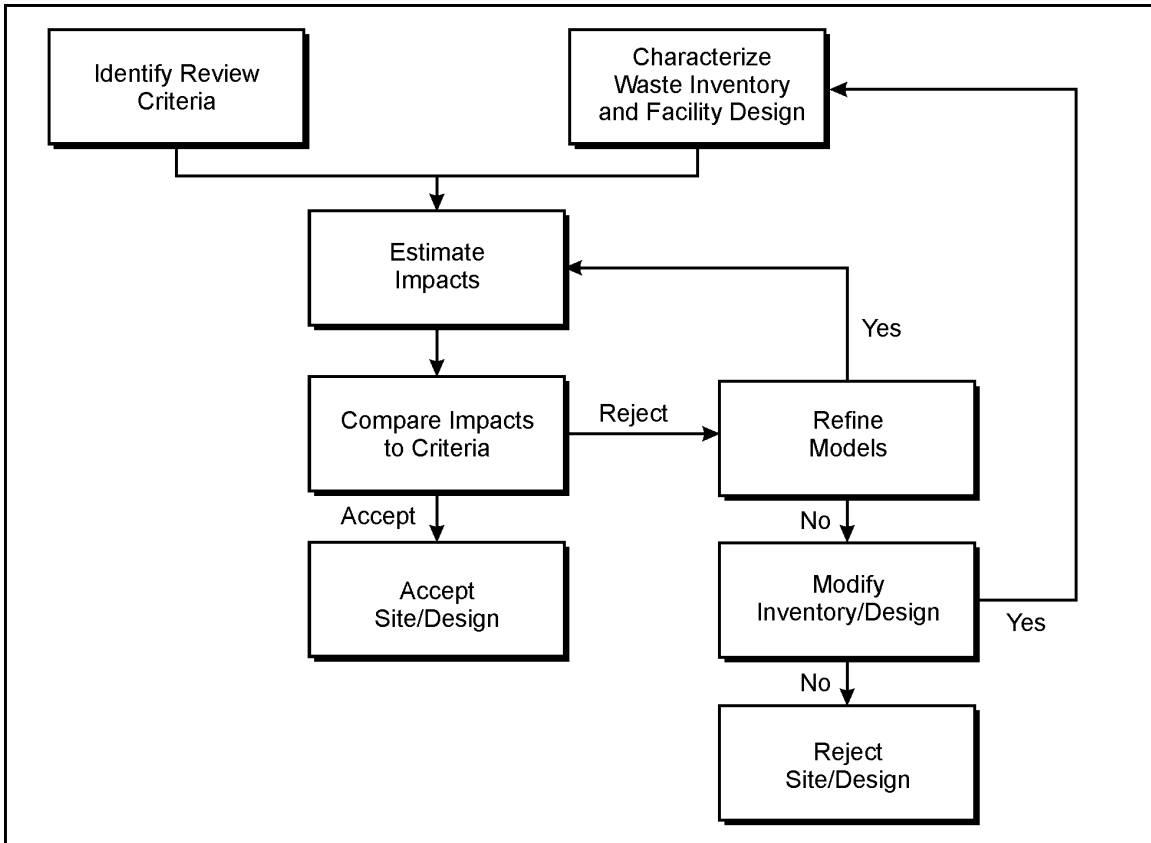 Identify Review
Criteria
Characterize
Waste Inventory
and Facility Design
Estimate
Impacts
Yes
Compare Impacts
to Criteria
Reject
Refine
Models
Accept
No
Accept
Site/Design
Modify
Inventory/Design
Yes
No
Reject
Site/Design